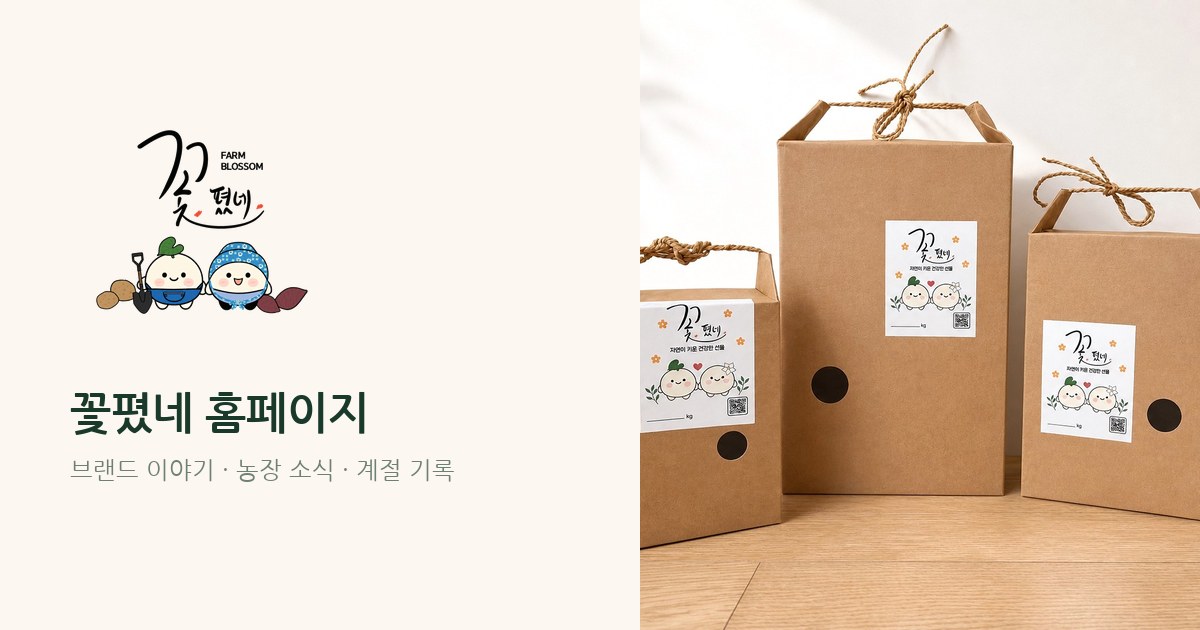 꽃
FARM
BLOSSOM
폈네
꽃폈네 홈페이지
브랜드 이야기 · 농장 소식 · 계절 기록
꽃
폈네
자연이 키운 건강한 선물
kg
꽃
폈네
자연이 키운 건강한 선물
kg
꽃
폈네
자연이 키운 건강한 선물
kg